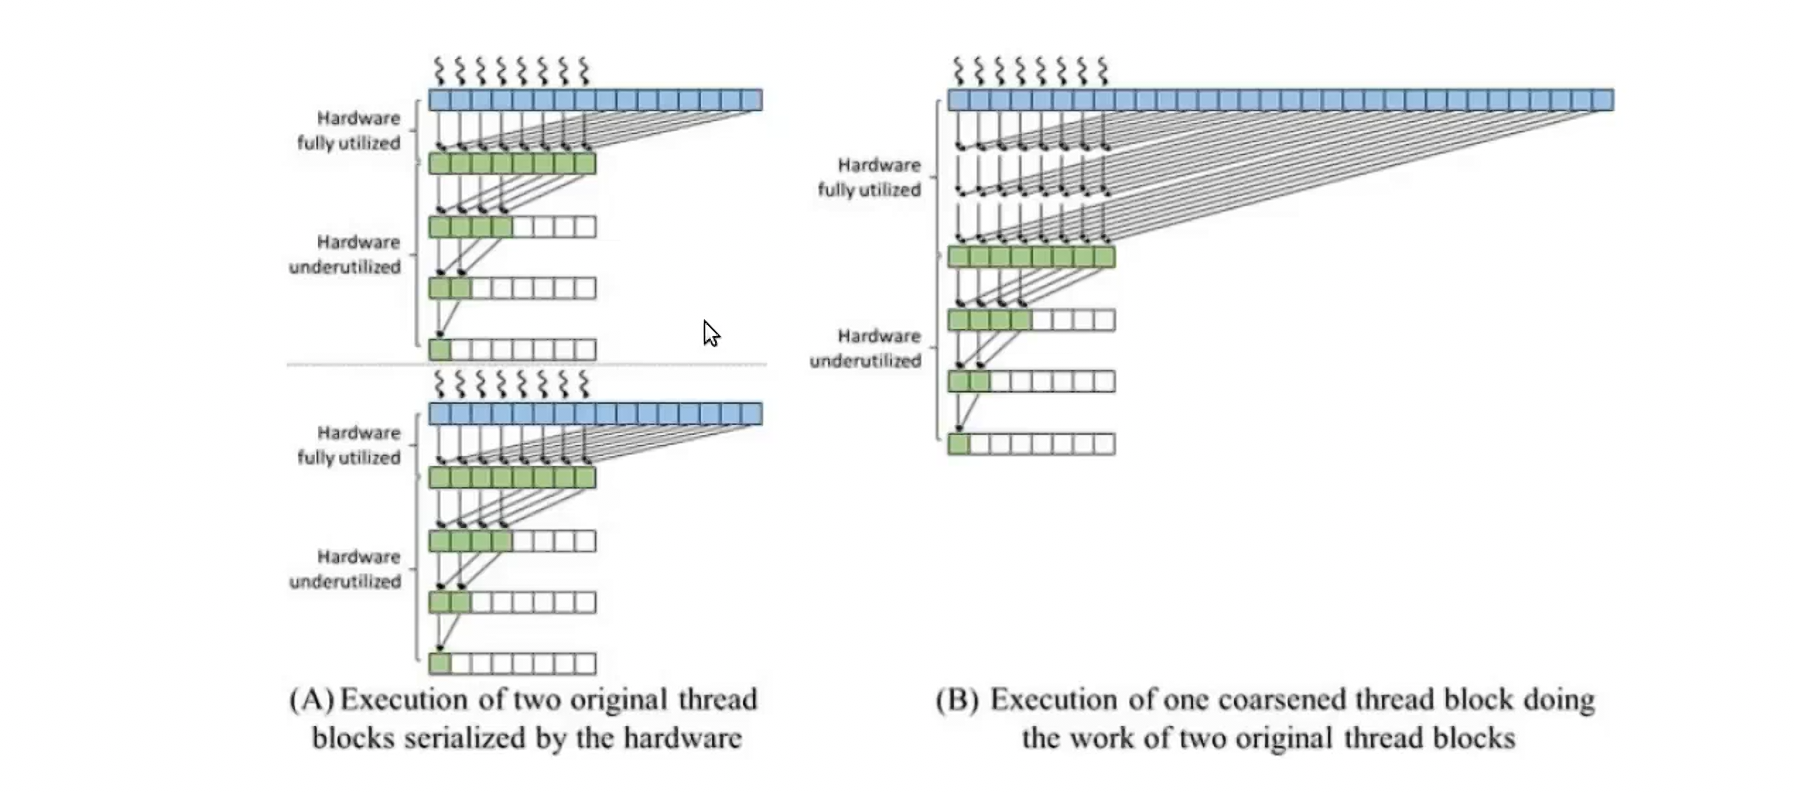 Hardware
fully utilized
Hardware
underutilized
Hardware
fully utilized
Hardware
underutilized
(A) Execution of two original thread
blocks serialized by the hardware
Hardware
fully utilized
Hardware
underutilized
(B) Execution of one coarsened thread block doing
the work of two original thread blocks